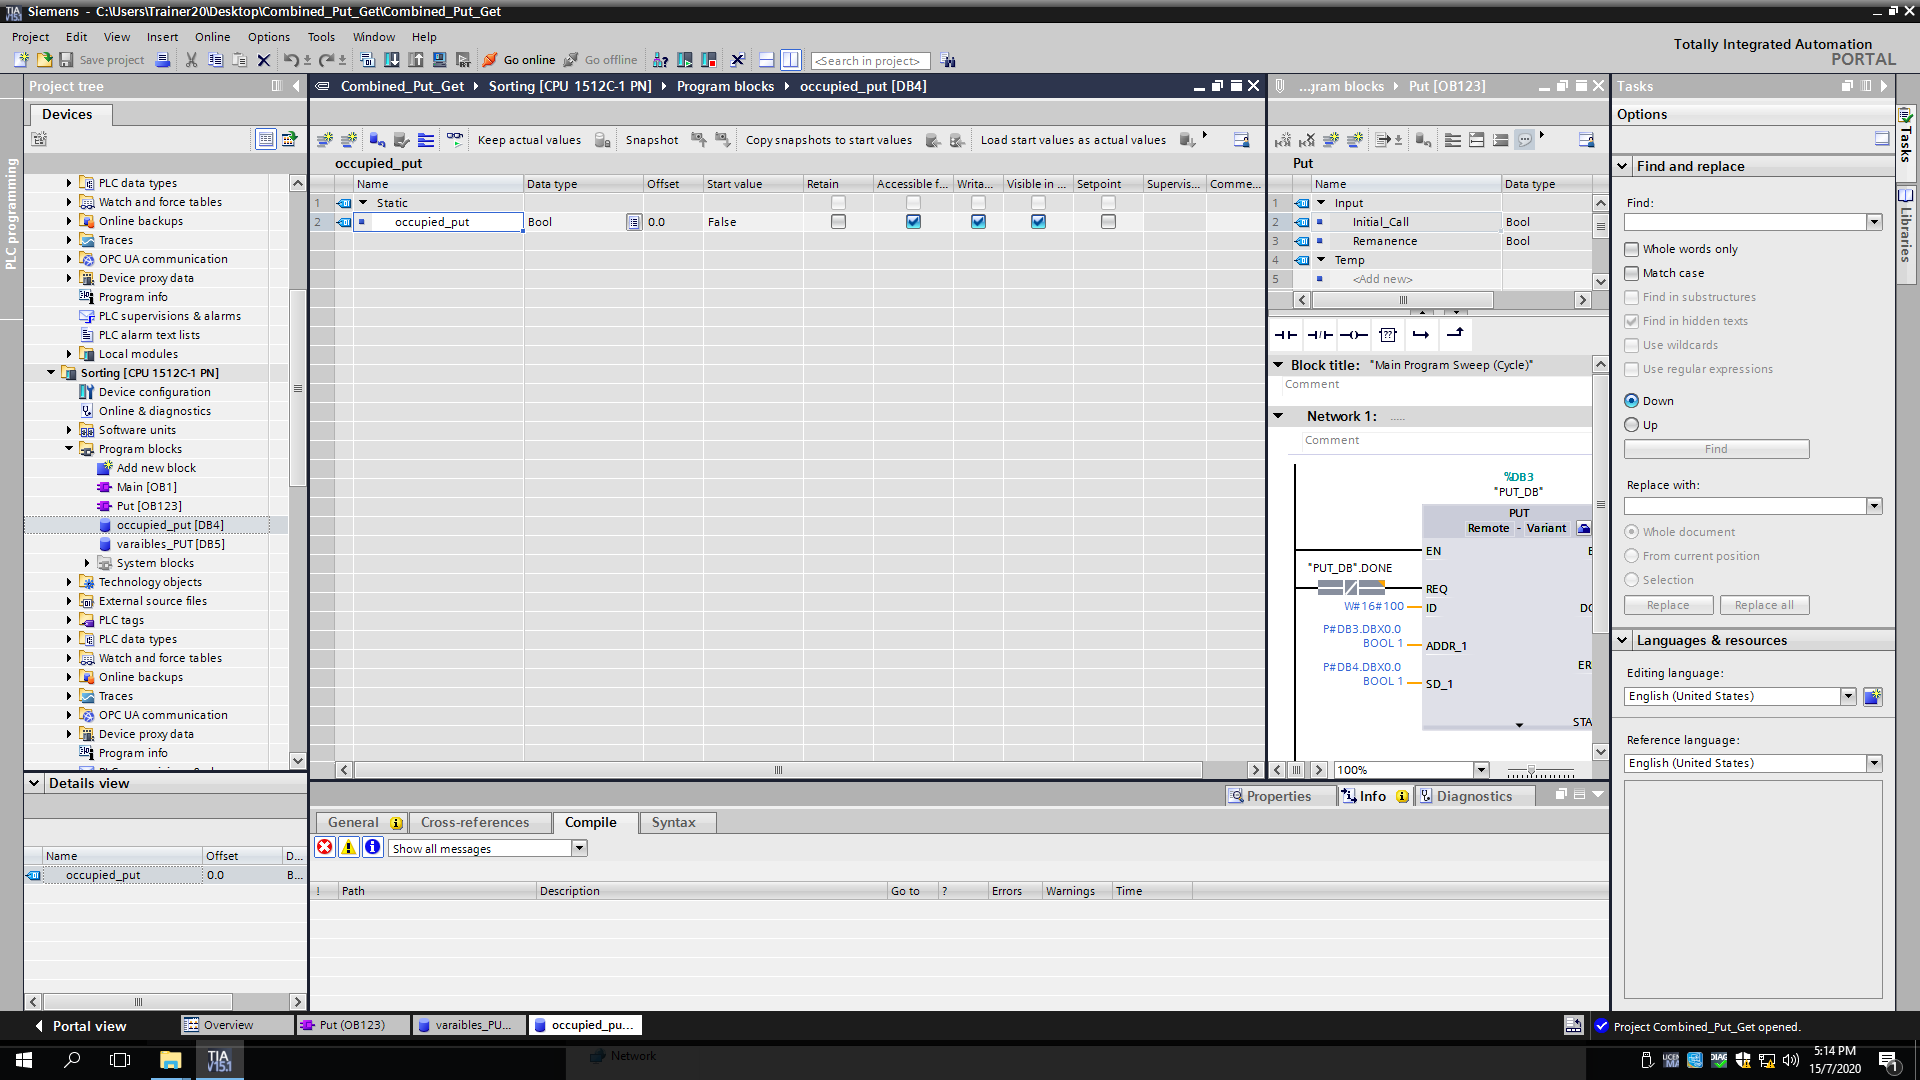 Siemens - C:\Users\Trainer20\Desktop\Combined_Put_Get\Combined_Put_Get
Project Edit View Insert Online Options Tools Window Help
Totally Integrated Automation
PORTAL
Save project
Go online
Go offline
<Search in project>
Project tree
Devices
PLC programming
PLC data types
Watch and force tables
Online backups
Traces
OPC UA communication
Device proxy data
Program info
PLC supervisions & alarms
PLC alarm text lists
Local modules
Sorting [CPU 1512C-1 PN]
Device configuration
Online & diagnostics
Software units
Program blocks
Add new block
Main [OB1]
Put [OB123]
occupied_put [DB4]
varaibles_PUT [DB5]
System blocks
Technology objects
External source files
PLC tags
PLC data types
Watch and force tables
Online backups
Traces
OPC UA communication
Device proxy data
Program info
Details view
Name Offset D...
occupied_put 0.0 B...
Combined_Put_Get Sorting [CPU 1512C-1 PN] Program blocks occupied_put [DB4]
Keep actual values Snapshot Copy snapshots to start values Load start values as actual values
occupied_put
Name Data type Offset Start value Retain Accessible f... Writa... Visible in ... Setpoint Supervis... Comme...
1 Static
2 occupied_put Bool 0.0 False
...gram blocks Put [OB123]
Put
Name Data type
1 Input
2 Initial_Call Bool
3 Remanence Bool
4 Temp
5 <Add new>
Block title: "Main Program Sweep (Cycle)"
Comment
Network 1: .....
Comment
%DB3
"PUT_DB"
PUT
Remote - Variant
EN
"PUT_DB".DONE
REQ
W#16#100
ID
P#DB3.DBX0.0
BOOL 1
ADDR_1
P#DB4.DBX0.0
BOOL 1
SD_1
ER
STA
100%
Properties Info Diagnostics
General Cross-references Compile Syntax
Show all messages
! Path Description Go to ? Errors Warnings Time
Tasks
Options
Find and replace
Find:
Whole words only
Match case
Find in substructures
Find in hidden texts
Use wildcards
Use regular expressions
Down
Up
Find
Replace with:
Whole document
From current position
Selection
Replace Replace all
Languages & resources
Editing language:
English (United States)
Reference language:
English (United States)
Tasks
Libraries
Portal view
Overview
Put (OB123)
varaibles_PU...
occupied_pu...
Project Combined_Put_Get opened.
Network
TIA
V15.1
5:14 PM
15/7/2020
1